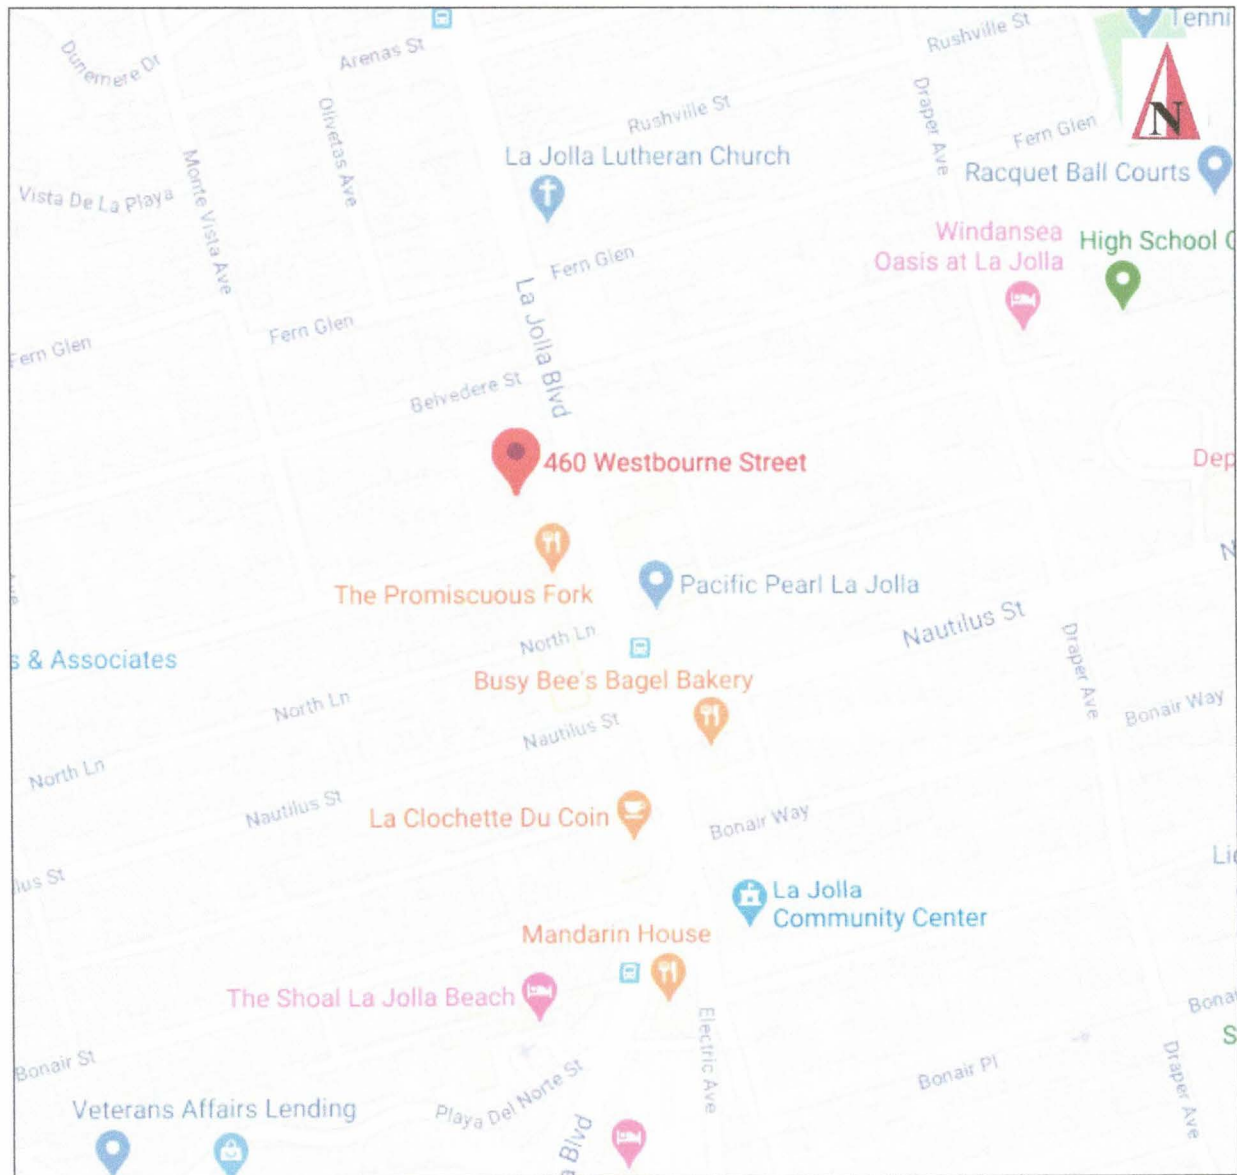 Tenni
Rushville St
Arenas St
Dunemere Dr
N
Draper Ave
Rushville St
Olivetas Ave
Fern Glen
La Jolla Lutheran Church
Racquet Ball Courts
Monte Vista Ave
Vista De La Playa
Windansea
Oasis at La Jolla
High School
Fern Glen
La Jolla Blvd
Fern Glen
Fern Glen
Belvedere St
460 Westbourne Street
Dep
The Promiscuous Fork
Pacific Pearl La Jolla
N
North Ln
Nautilus St
s & Associates
Draper Ave
Busy Bee's Bagel Bakery
North Ln
Bonair Way
Nautilus St
North Ln
Nautilus St
La Clochette Du Coin
Bonair Way
lus St
La Jolla
Community Center
Mandarin House
The Shoal La Jolla Beach
Electric Ave
Bonair St
Bonair Pl
Draper Ave
Playa Del Norte St
Veterans Affairs Lending
a Blvd